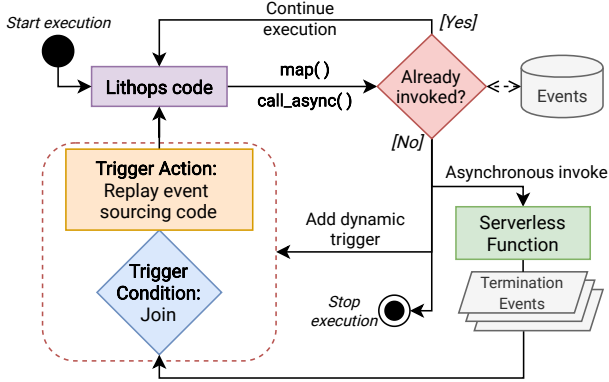 Start execution
Continue
execution
[Yes]
Lithops code
map( )
call_async( )
Already
invoked?
Events
[No]
Trigger Action:
Replay event
sourcing code
Asynchronous invoke
Add dynamic
trigger
Serverless
Function
Trigger
Condition:
Join
Stop
execution
Termination
Events